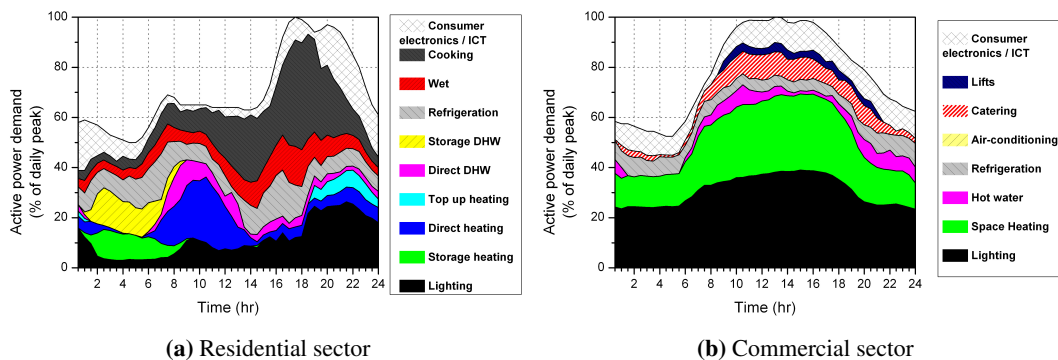 Active power demand
(% of daily peak)
100
80
60
40
20
0
2 4 6 8 10 12 14 16 18 20 22 24
Time (hr)
Consumer
electronics / ICT
Cooking
Wet
Refrigeration
Storage DHW
Direct DHW
Top up heating
Direct heating
Storage heating
Lighting
(a) Residential sector
Active power demand
(% of daily peak)
100
80
60
40
20
0
2 4 6 8 10 12 14 16 18 20 22 24
Time (hr)
Consumer
electronics / ICT
Lifts
Catering
Air-conditioning
Refrigeration
Hot water
Space Heating
Lighting
(b) Commercial sector